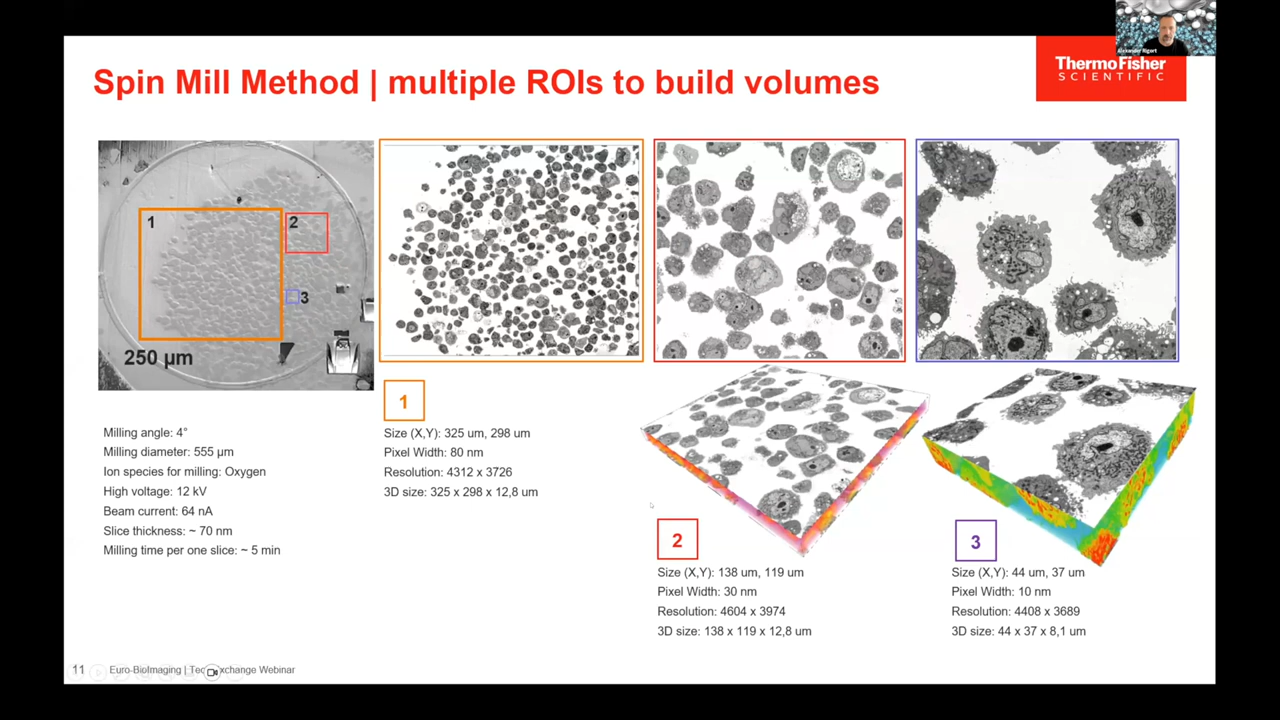 Alexander Rigort
ThermoFisher
SCIENTIFIC
Spin Mill Method | multiple ROIs to build volumes
1
2
3
250 µm
Milling angle: 4°
Milling diameter: 555 µm
Ion species for milling: Oxygen
High voltage: 12 kV
Beam current: 64 nA
Slice thickness: ~ 70 nm
Milling time per one slice: ~ 5 min
1
Size (X,Y): 325 um, 298 um
Pixel Width: 80 nm
Resolution: 4312 x 3726
3D size: 325 x 298 x 12,8 um
2
Size (X,Y): 138 um, 119 um
Pixel Width: 30 nm
Resolution: 4604 x 3974
3D size: 138 x 119 x 12,8 um
3
Size (X,Y): 44 um, 37 um
Pixel Width: 10 nm
Resolution: 4408 x 3689
3D size: 44 x 37 x 8,1 um
11
Euro-BioImaging | Tec xchange Webinar